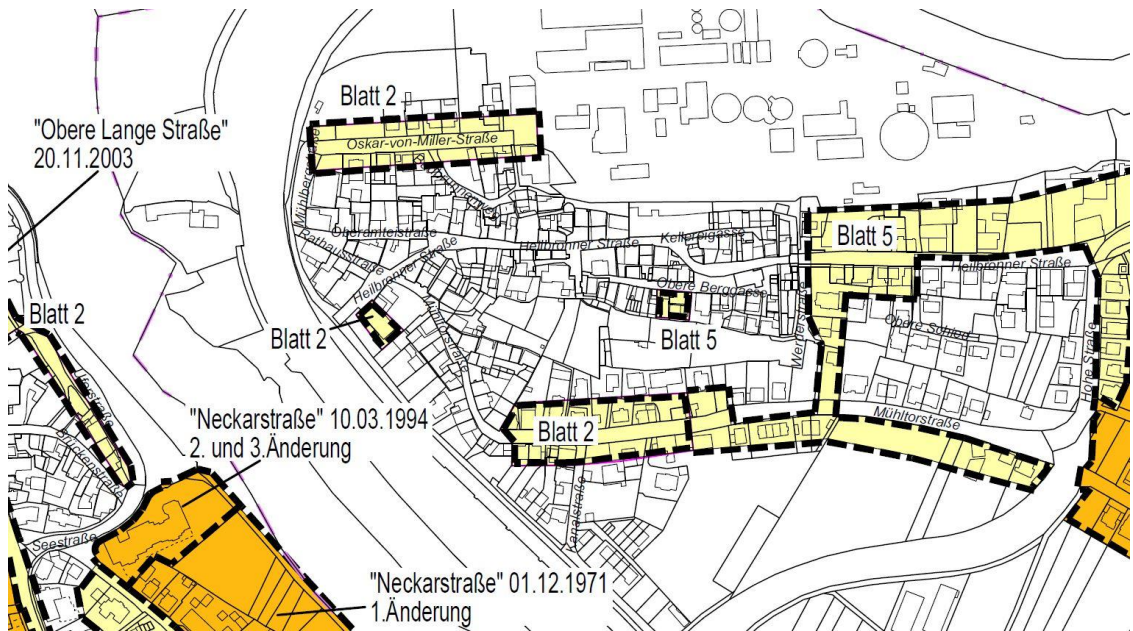 Blatt 2
"Obere Lange Straße"
20.11.2003
Mühlbergstraße
Oskar-von-Miller-Straße
Oberamteistraße
Rathausstraße
Heilbronner Straße
Heilbronner Straße
Kelbergasse
Obere Berggasse
Blatt 5
Heilbronner Straße
Obere Schled
Hohe Straße
Blatt 2
Blatt 2
Mühltorstraße
Blatt 5
Mühltorstraße
"Neckarstraße" 10.03.1994
2. und 3.Änderung
Blatt 2
Kanalstraße
Seestraße
"Neckarstraße" 01.12.1971
1.Änderung